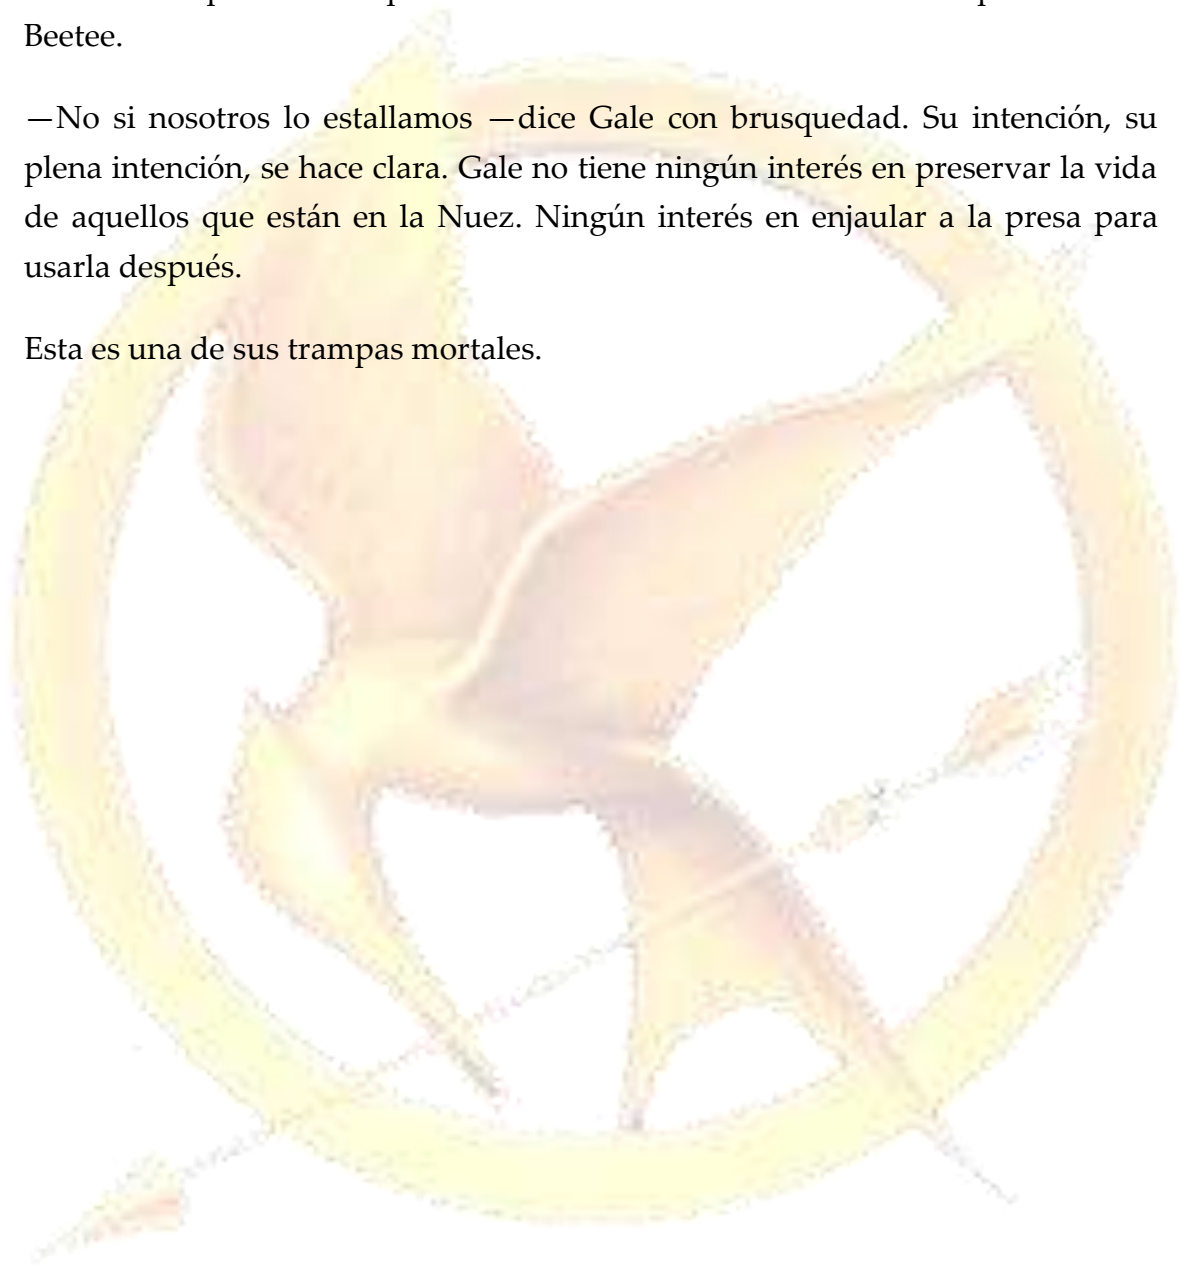 Beetee.
—No si nosotros lo estallamos —dice Gale con brusquedad. Su intención, su
plena intención, se hace clara. Gale no tiene ningún interés en preservar la vida
de aquellos que están en la Nuez. Ningún interés en enjaular a la presa para
usarla después.
Esta es una de sus trampas mortales.